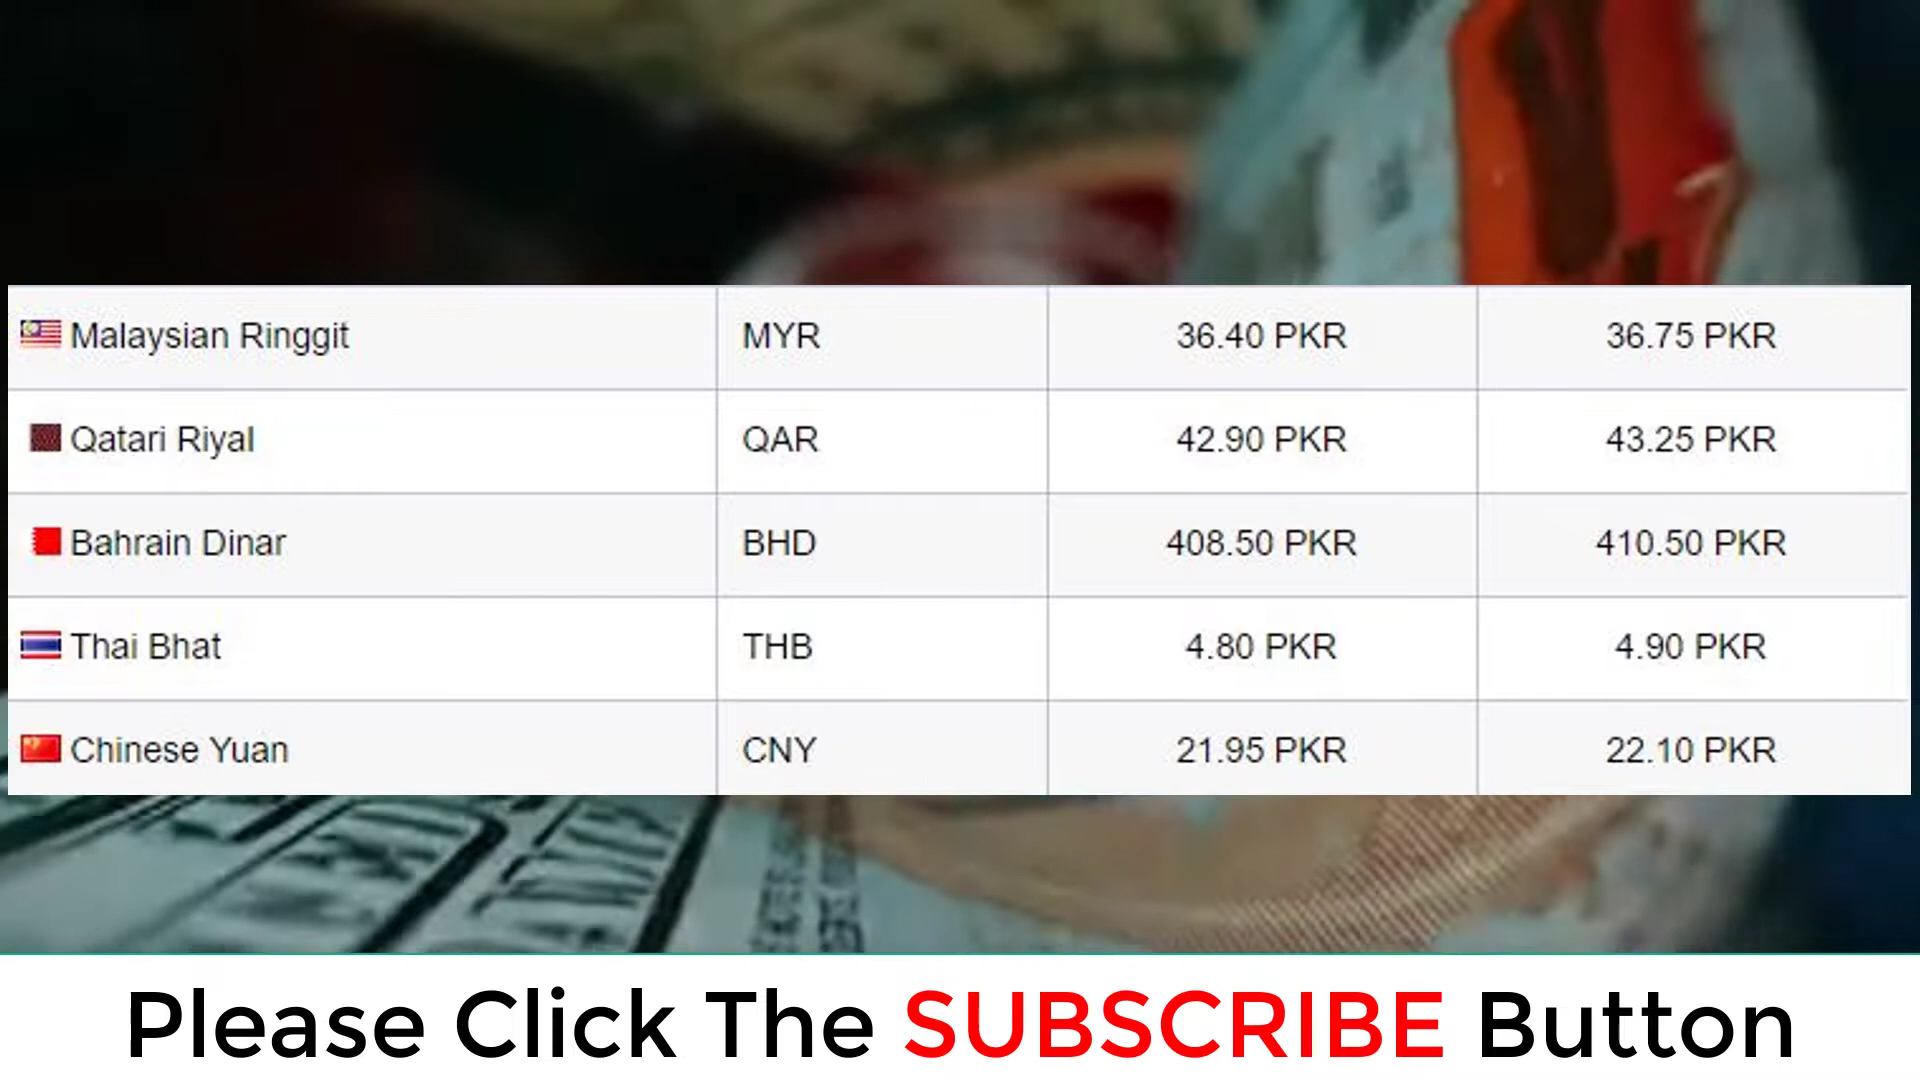 Malaysian Ringgit MYR 36.40 PKR 36.75 PKR
Qatari Riyal QAR 42.90 PKR 43.25 PKR
Bahrain Dinar BHD 408.50 PKR 410.50 PKR
Thai Bhat THB 4.80 PKR 4.90 PKR
Chinese Yuan CNY 21.95 PKR 22.10 PKR
Please Click The SUBSCRIBE Button